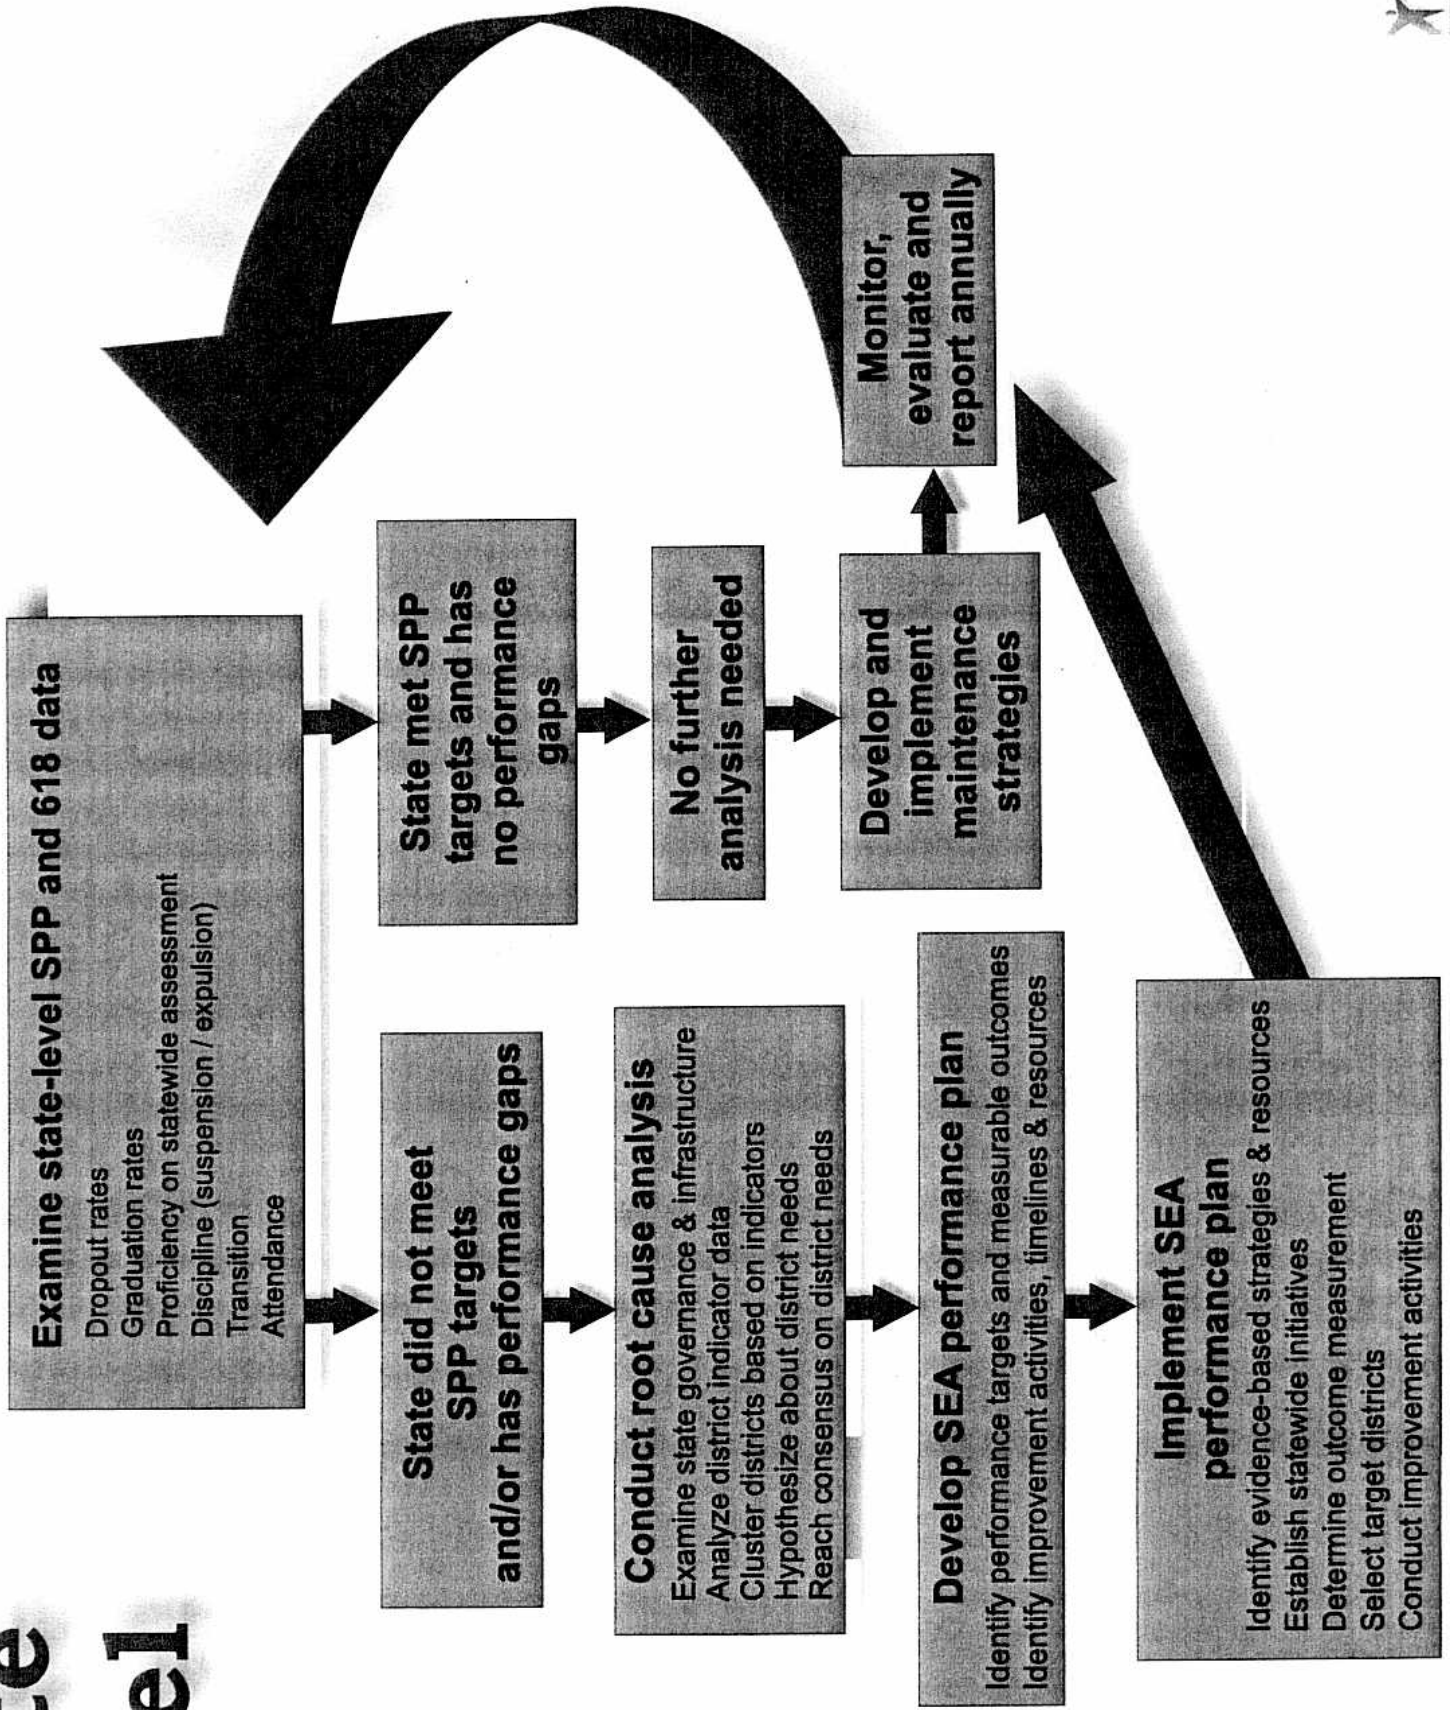 te
el
Examine state-level SPP and 618 data
Dropout rates
Graduation rates
Proficiency on statewide assessment
Discipline (suspension / expulsion)
Transition
Attendance
State did not meet
SPP targets
and/or has performance gaps
Conduct root cause analysis
Examine state governance & infrastructure
Analyze district indicator data
Cluster districts based on indicators
Hypothesize about district needs
Reach consensus on district needs
Develop SEA performance plan
Identify performance targets and measurable outcomes
Identify improvement activities, timelines & resources
Implement SEA
performance plan
Identify evidence-based strategies & resources
Establish statewide initiatives
Determine outcome measurement
Select target districts
Conduct improvement activities
State met SPP
targets and has
no performance
gaps
No further
analysis needed
Develop and
implement
maintenance
strategies
Monitor,
evaluate and
report annually